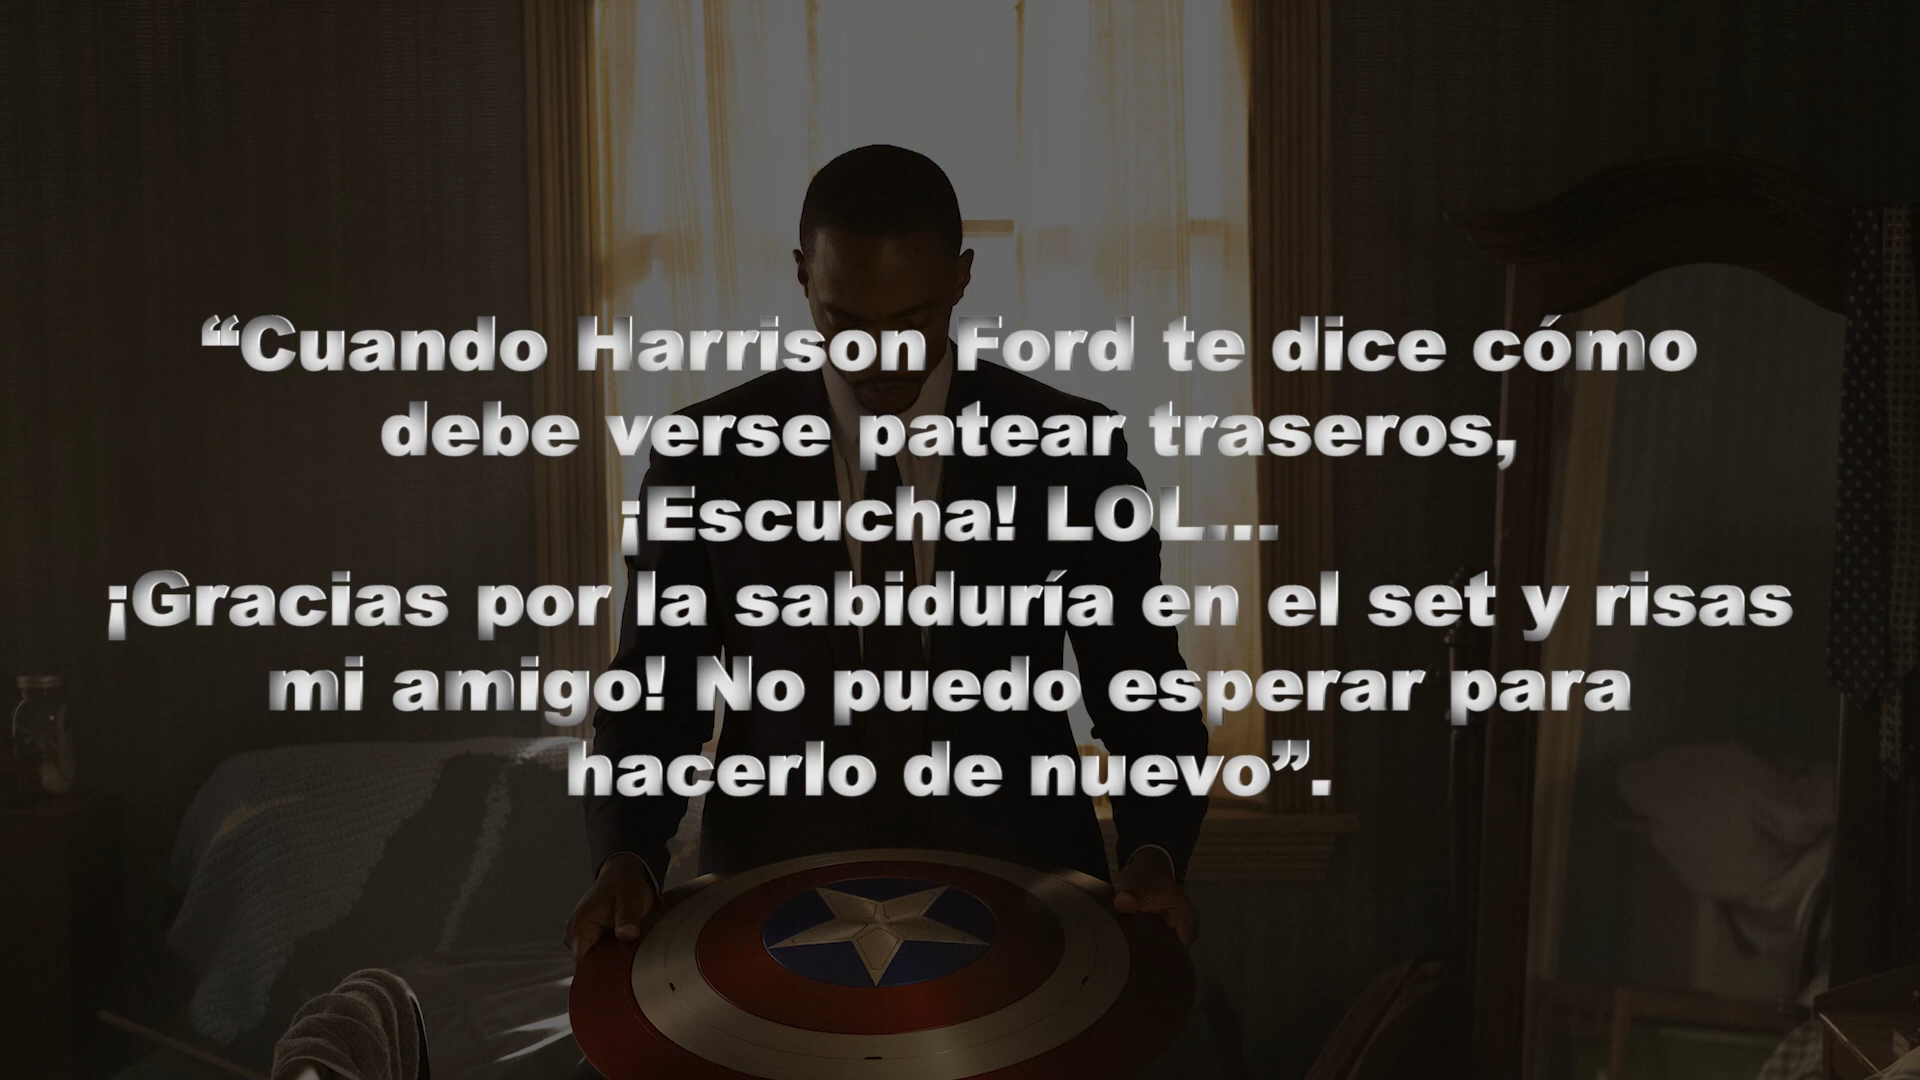 “Cuando Harrison Ford te dice cómo
debe verse patear traseros,
¡Escucha! LOL...
¡Gracias por la sabiduría en el set y risas
mi amigo! No puedo esperar para
hacerlo de nuevo”.